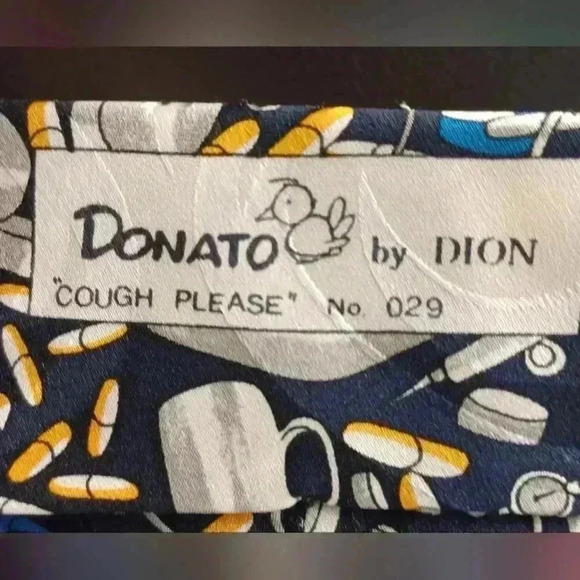 DONATO by DION
"COUGH PLEASE" No. 029